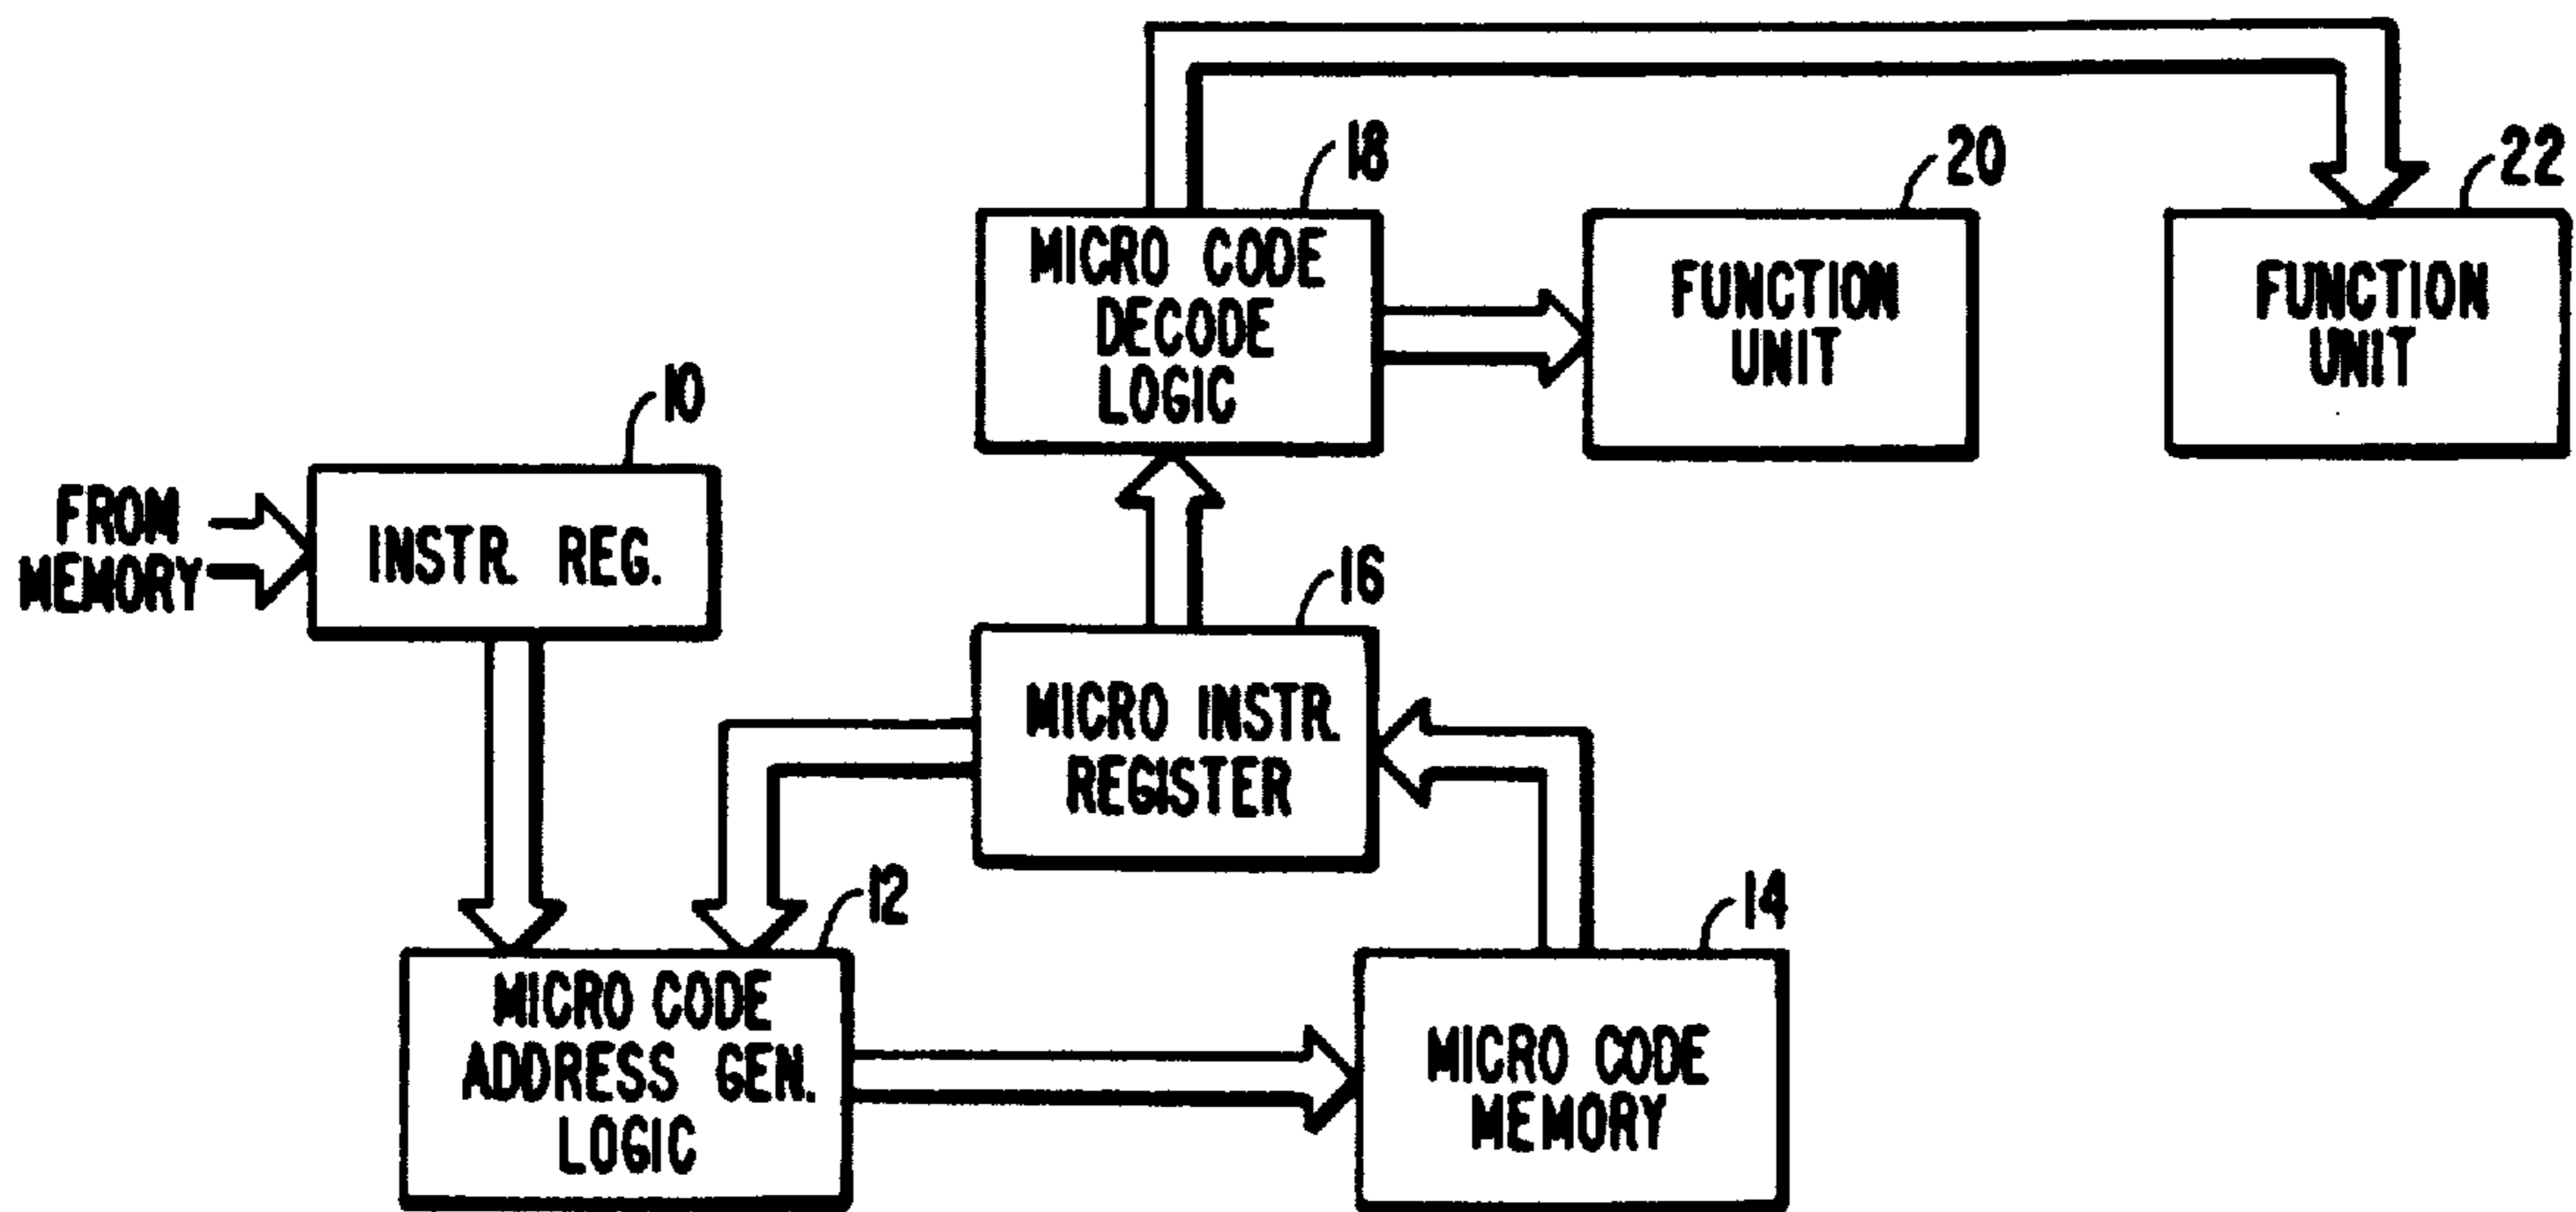 18
20
22
MICRO CODE
DECODE
LOGIC
FUNCTION
UNIT
FUNCTION
UNIT
10
FROM
MEMORY
INSTR. REG.
16
MICRO INSTR.
REGISTER
12
14
MICRO CODE
ADDRESS GEN.
LOGIC
MICRO CODE
MEMORY